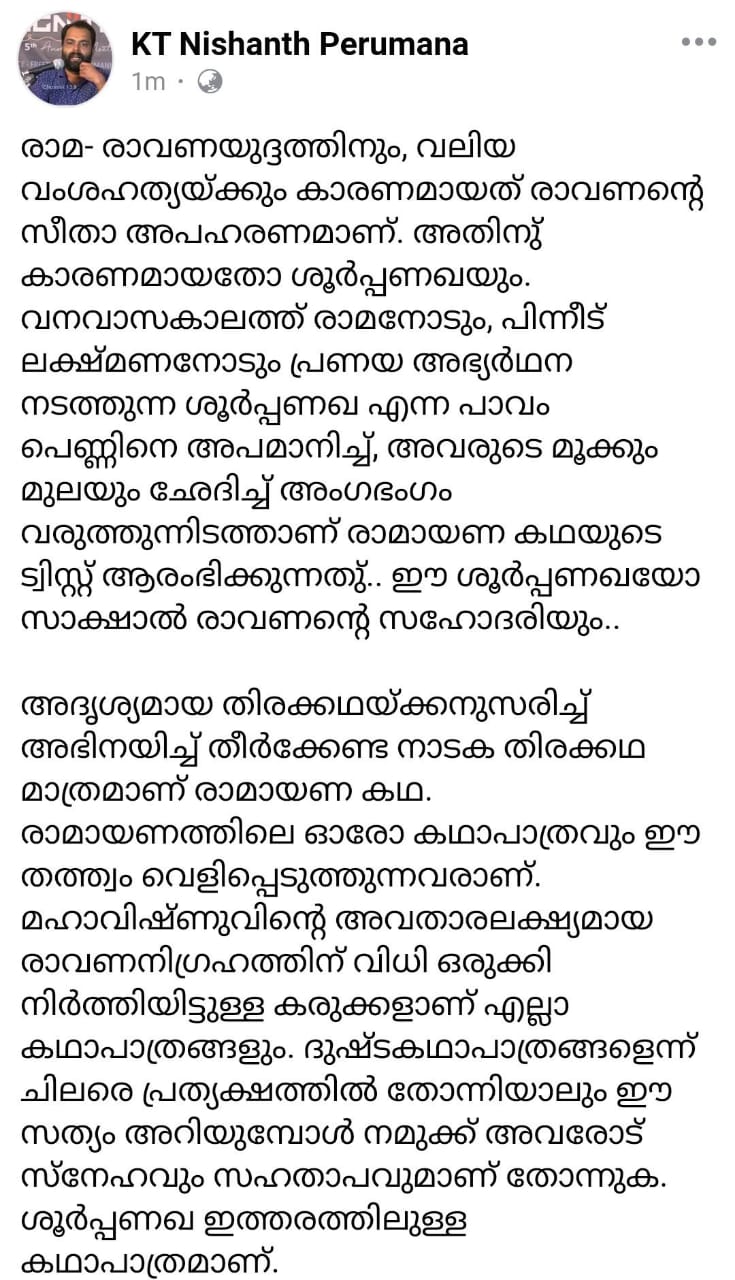 KT Nishanth Perumana
1m ·
രാമ- രാവണയുദ്ദത്തിനും, വലിയ
വംശഹത്യയ്ക്കും കാരണമായത് രാവണന്റെ
സീതാ അപഹരണമാണ്. അതിനു്
കാരണമായതോ ശൂർപ്പണഖയും.
വനവാസകാലത്ത് രാമനോടും, പിന്നീട്
ലക്ഷ്മണനോടും പ്രണയ അഭ്യർഥന
നടത്തുന്ന ശൂർപ്പണഖ എന്ന പാവം
പെണ്ണിനെ അപമാനിച്ച്, അവരുടെ മൂക്കും
മുലയും ഛേദിച്ച് അംഗഭംഗം
വരുത്തുന്നിടത്താണ് രാമായണ കഥയുടെ
ട്വിസ്റ്റ് ആരംഭിക്കുന്നതു്.. ഈ ശൂർപ്പണഖയോ
സാക്ഷാൽ രാവണന്റെ സഹോദരിയും..
അദൃശ്യമായ തിരക്കഥയ്ക്കനുസരിച്ച്
അഭിനയിച്ച് തീർക്കേണ്ട നാടക തിരക്കഥ
മാത്രമാണ് രാമായണ കഥ.
രാമായണത്തിലെ ഓരോ കഥാപാത്രവും ഈ
തത്ത്വം വെളിപ്പെടുത്തുന്നവരാണ്.
മഹാവിഷ്ണുവിന്റെ അവതാരലക്ഷ്യമായ
രാവണനിഗ്രഹത്തിന് വിധി ഒരുക്കി
നിർത്തിയിട്ടുള്ള കരുക്കളാണ് എല്ലാ
കഥാപാത്രങ്ങളും. ദുഷ്ടകഥാപാത്രങ്ങളെന്ന്
ചിലരെ പ്രത്യക്ഷത്തിൽ തോന്നിയാലും ഈ
സത്യം അറിയുമ്പോൾ നമുക്ക് അവരോട്
സ്നേഹവും സഹതാപവുമാണ് തോന്നുക.
ശൂർപ്പണഖ ഇത്തരത്തിലുള്ള
കഥാപാത്രമാണ്.